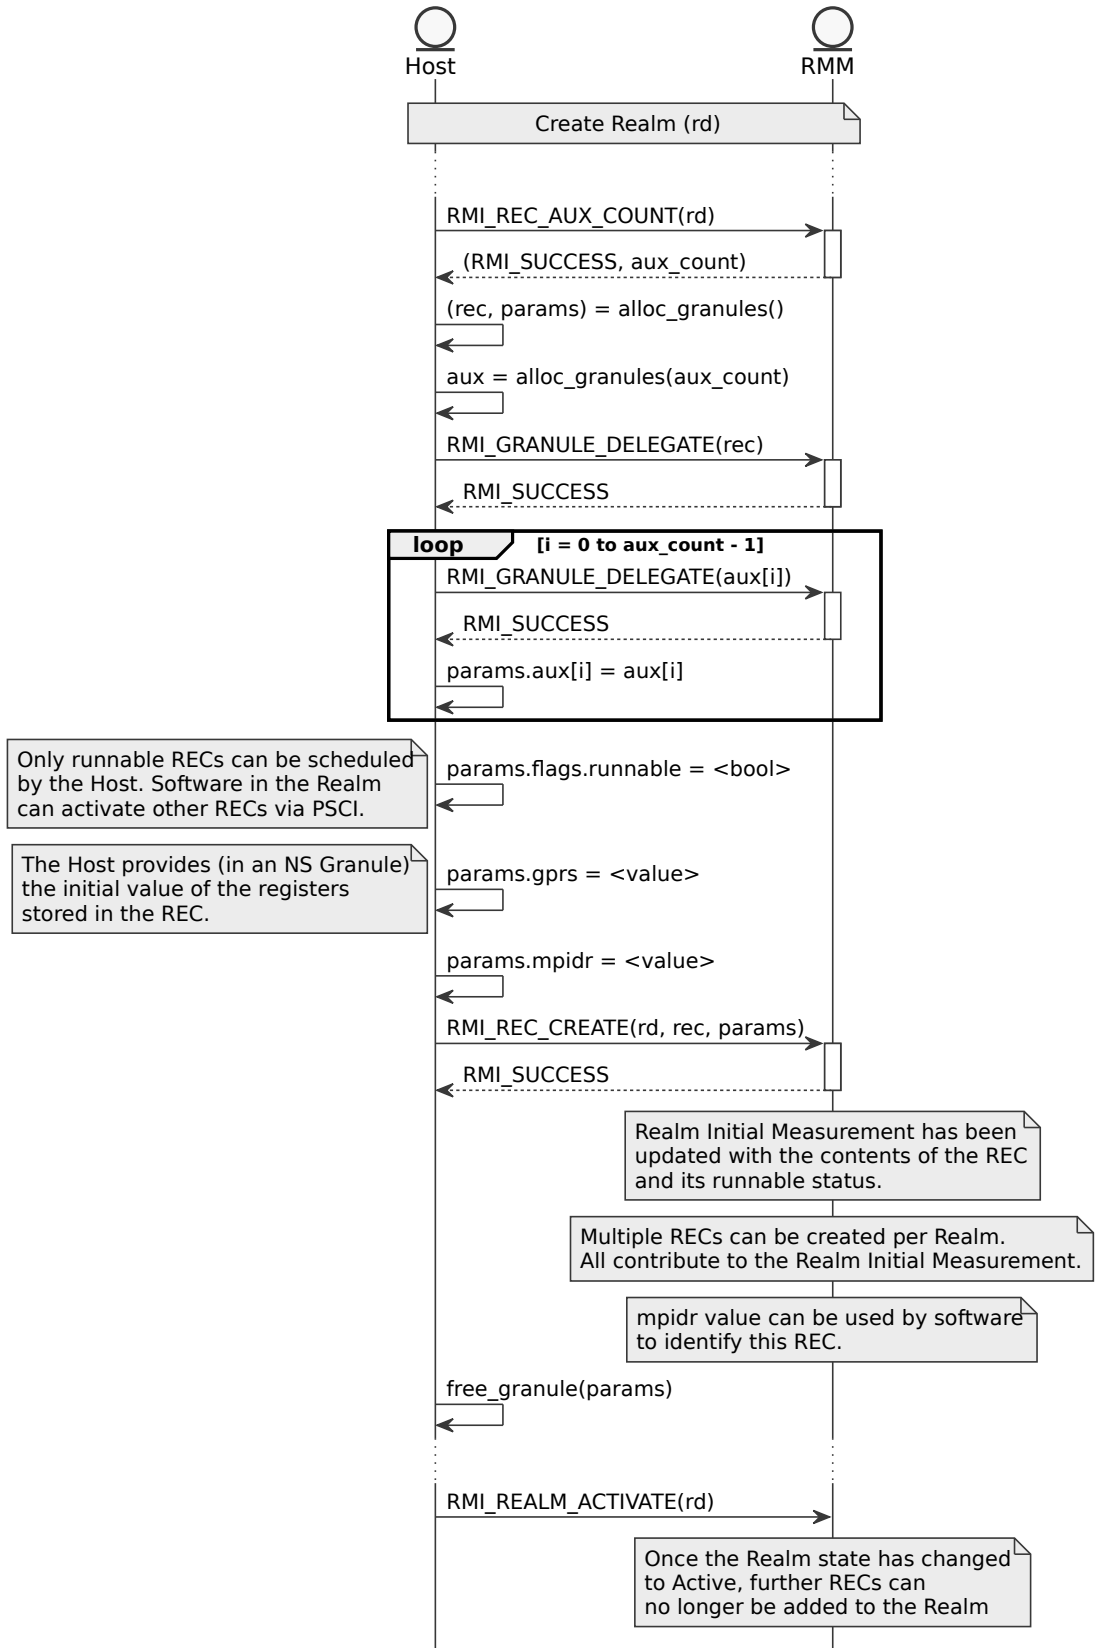 Host
RMM
Create Realm (rd)
RMI_REC_AUX_COUNT(rd)
(RMI_SUCCESS, aux_count)
(rec, params) = alloc_granules()
aux = alloc_granules(aux_count)
RMI_GRANULE_DELEGATE(rec)
RMI_SUCCESS
loop
[i = 0 to aux_count - 1]
RMI_GRANULE_DELEGATE(aux[i])
RMI_SUCCESS
params.aux[i] = aux[i]
Only runnable RECs can be scheduled
by the Host. Software in the Realm
can activate other RECs via PSCI.
params.flags.runnable = <bool>
The Host provides (in an NS Granule)
the initial value of the registers
stored in the REC.
params.gprs = <value>
params.mpidr = <value>
RMI_REC_CREATE(rd, rec, params)
RMI_SUCCESS
Realm Initial Measurement has been
updated with the contents of the REC
and its runnable status.
Multiple RECs can be created per Realm.
All contribute to the Realm Initial Measurement.
mpidr value can be used by software
to identify this REC.
free_granule(params)
RMI_REALM_ACTIVATE(rd)
Once the Realm state has changed
to Active, further RECs can
no longer be added to the Realm